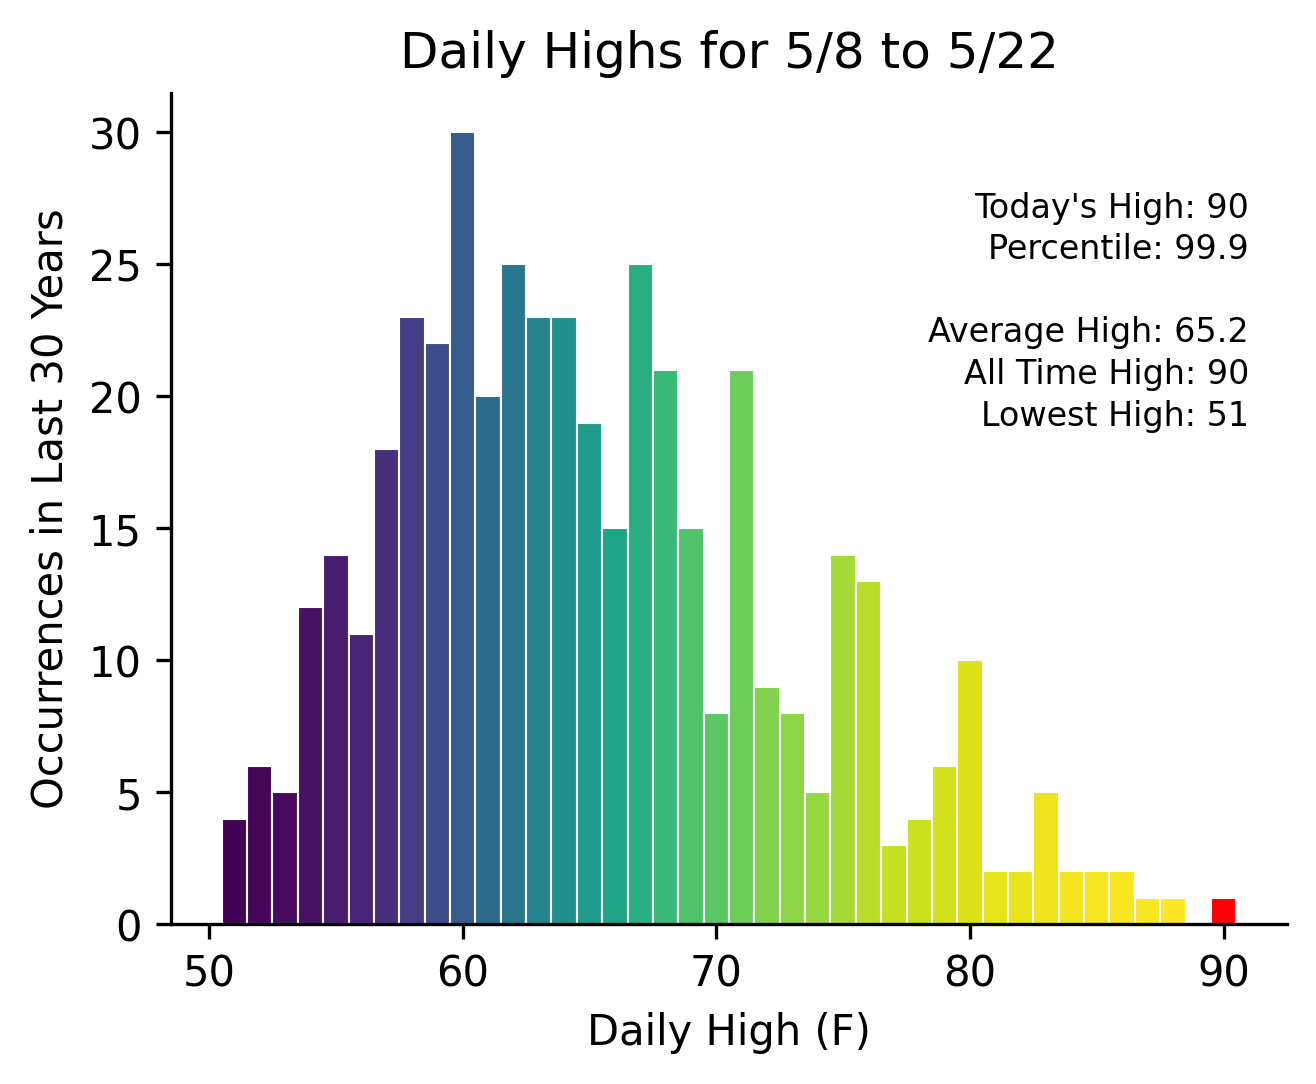 Daily Highs for 5/8 to 5/22
Occurrences in Last 30 Years
30
25
20
15
10
5
0
Today's High: 90
Percentile: 99.9
Average High: 65.2
All Time High: 90
Lowest High: 51
50 60 70 80 90
Daily High (F)